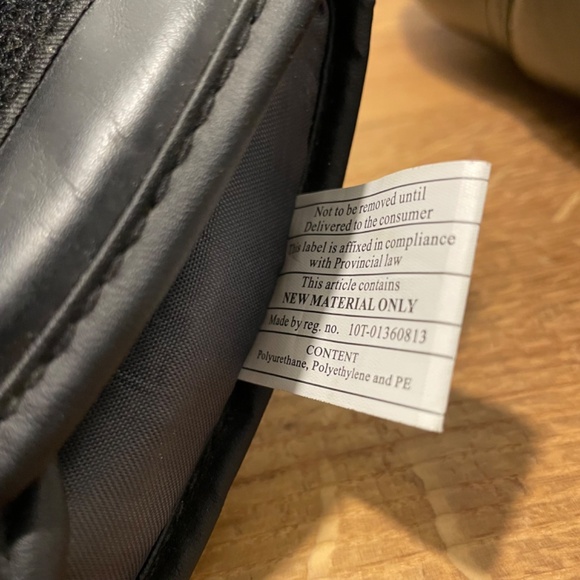 Not to be removed until
Delivered to the consumer
This label is affixed in compliance
with Provincial law
This article contains
NEW MATERIAL ONLY
Made by reg. no. 10T-01360813
CONTENT
Polyurethane, Polyethylene and PE